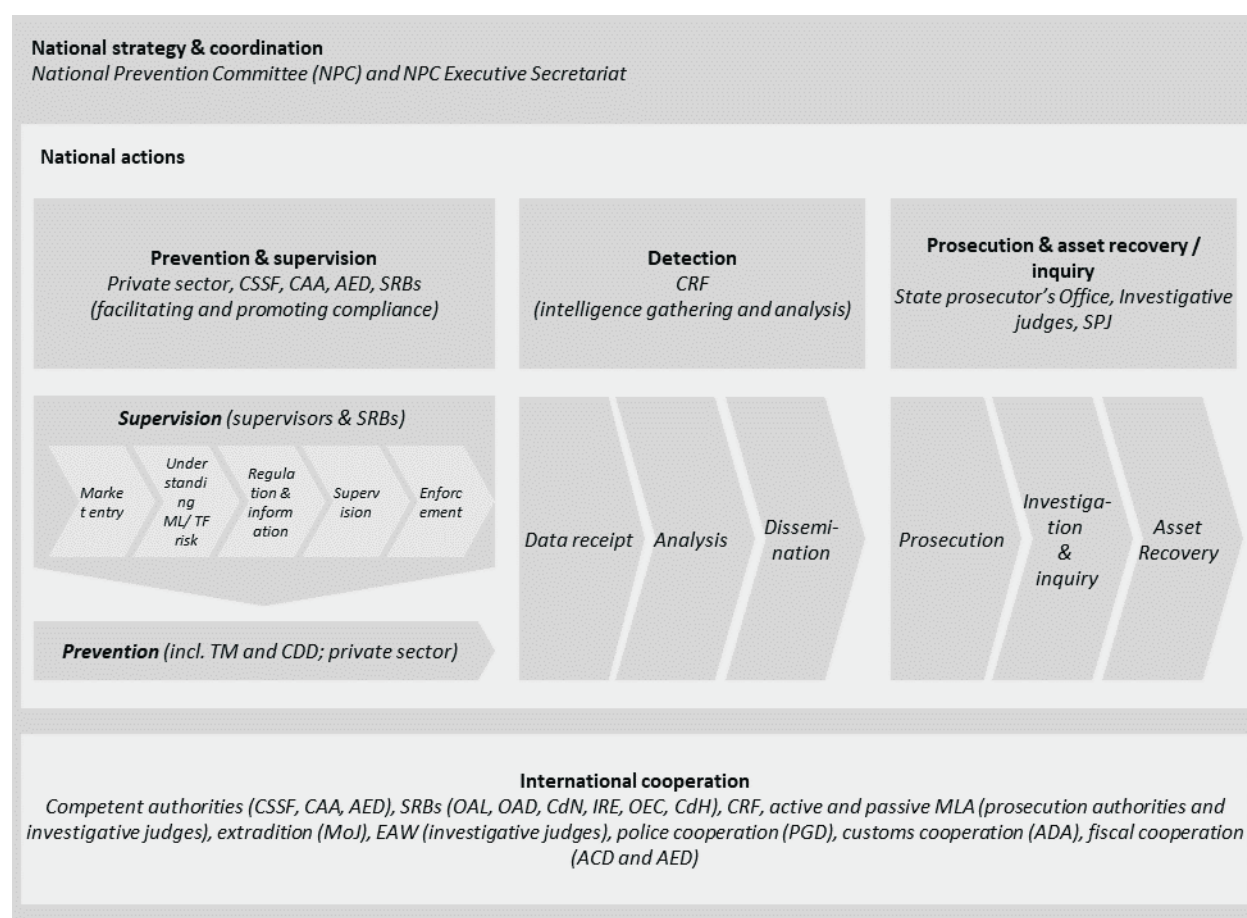 National strategy & coordination
National Prevention Committee (NPC) and NPC Executive Secretariat
National actions
Prevention & supervision
Private sector, CSSF, CAA, AED, SRBs
(facilitating and promoting compliance)
Detection
CRF
(intelligence gathering and analysis)
Prosecution & asset recovery /
inquiry
State prosecutor's Office, Investigative
judges, SPJ
Supervision (supervisors & SRBs)
Marke
t entry
Under
standi
ng
ML/ TF
risk
Regula
tion &
inform
ation
Superv
ision
Enforc
ement
Prevention (incl. TM and CDD; private sector)
Data receipt
Analysis
Dissemi-
nation
Prosecution
Investiga-
tion
&
inquiry
Asset
Recovery
International cooperation
Competent authorities (CSSF, CAA, AED), SRBs (OAL, OAD, CdN, IRE, OEC, CdH), CRF, active and passive MLA (prosecution authorities and
investigative judges), extradition (MoJ), EAW (investigative judges), police cooperation (PGD), customs cooperation (ADA), fiscal cooperation
(ACD and AED)